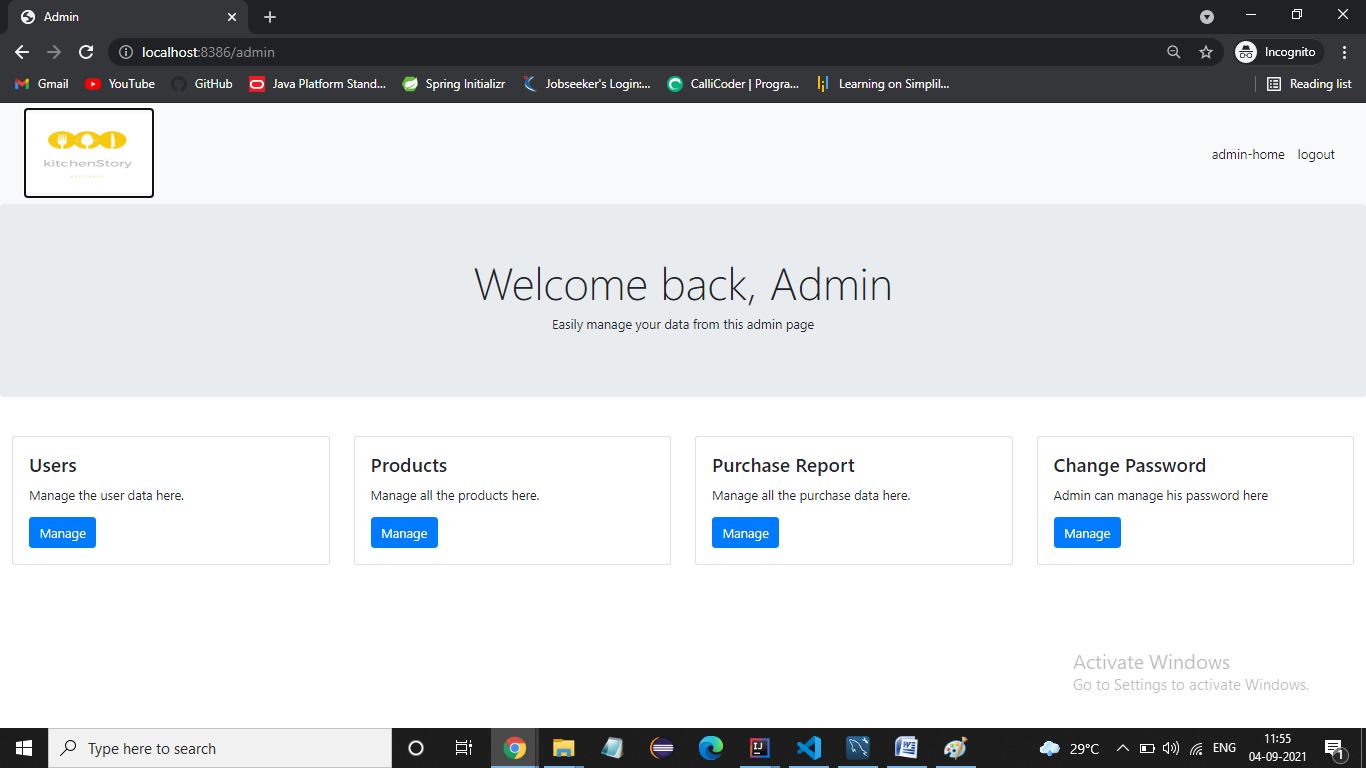 Admin
localhost:8386/admin
Incognito
Gmail YouTube GitHub Java Platform Stand... Spring Initializr Jobseeker's Login:... CalliCoder | Progra... Learning on Simplil... Reading list
kitchenStory
admin-home logout
Welcome back, Admin
Easily manage your data from this admin page
Users
Manage the user data here.
Manage
Products
Manage all the products here.
Manage
Purchase Report
Manage all the purchase data here.
Manage
Change Password
Admin can manage his password here
Manage
Activate Windows
Go to Settings to activate Windows.
Type here to search
29°C
ENG
11:55
04-09-2021
1